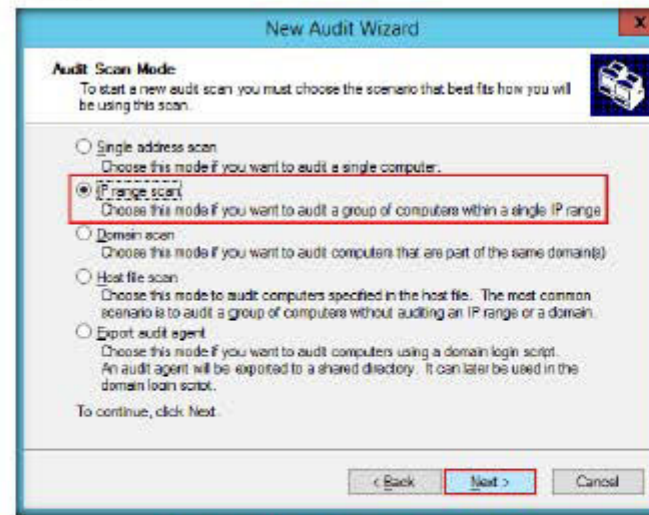 New Audit Wizard
x
Audit Scan Mode
To start a new audit scan you must choose the scenario that best fits how you will
be using this scan.
Single address scan
Choose this mode if you want to audit a single computer.
IP range scan
Choose this mode if you want to audit a group of computers within a single IP range
Domain scan
Choose this mode if you want to audit computers that are part of the same domain(s)
Host file scan
Choose this mode to audit computers specified in the host file. The most common
scenario is to audit a group of computers without auditing an IP range or a domain.
Export audit agent
Choose this mode if you want to audit computers using a domain login script.
An audit agent will be exported to a shared directory. It can later be used in the
domain login script.
To continue, click Next.
< Back Next > Cancel